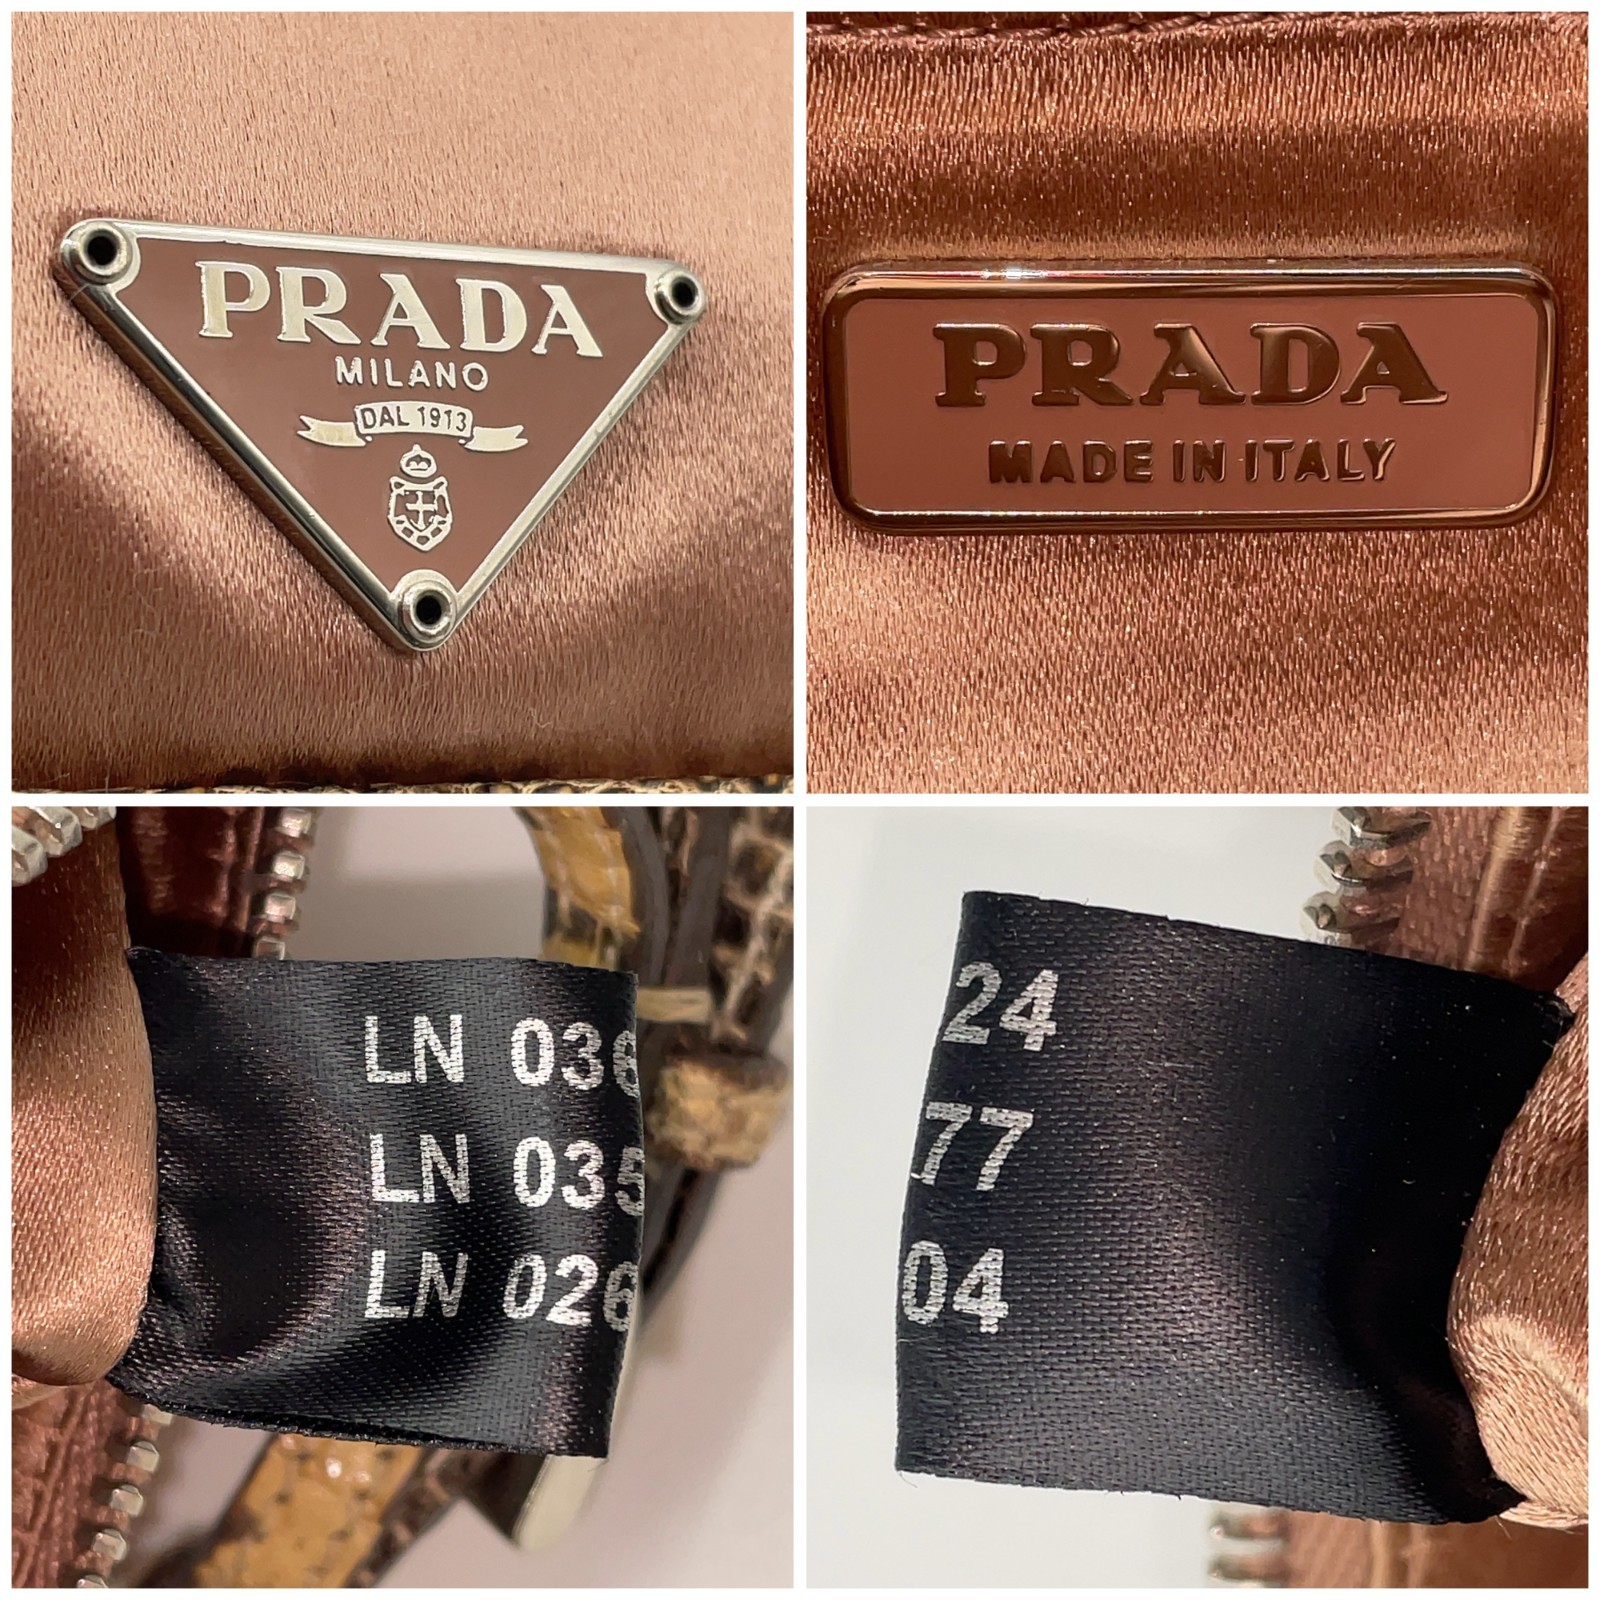 PRADA
MILANO
DAL 1913
PRADA
MADE IN ITALY
LN 036
LN 035
LN 026
24
77
04